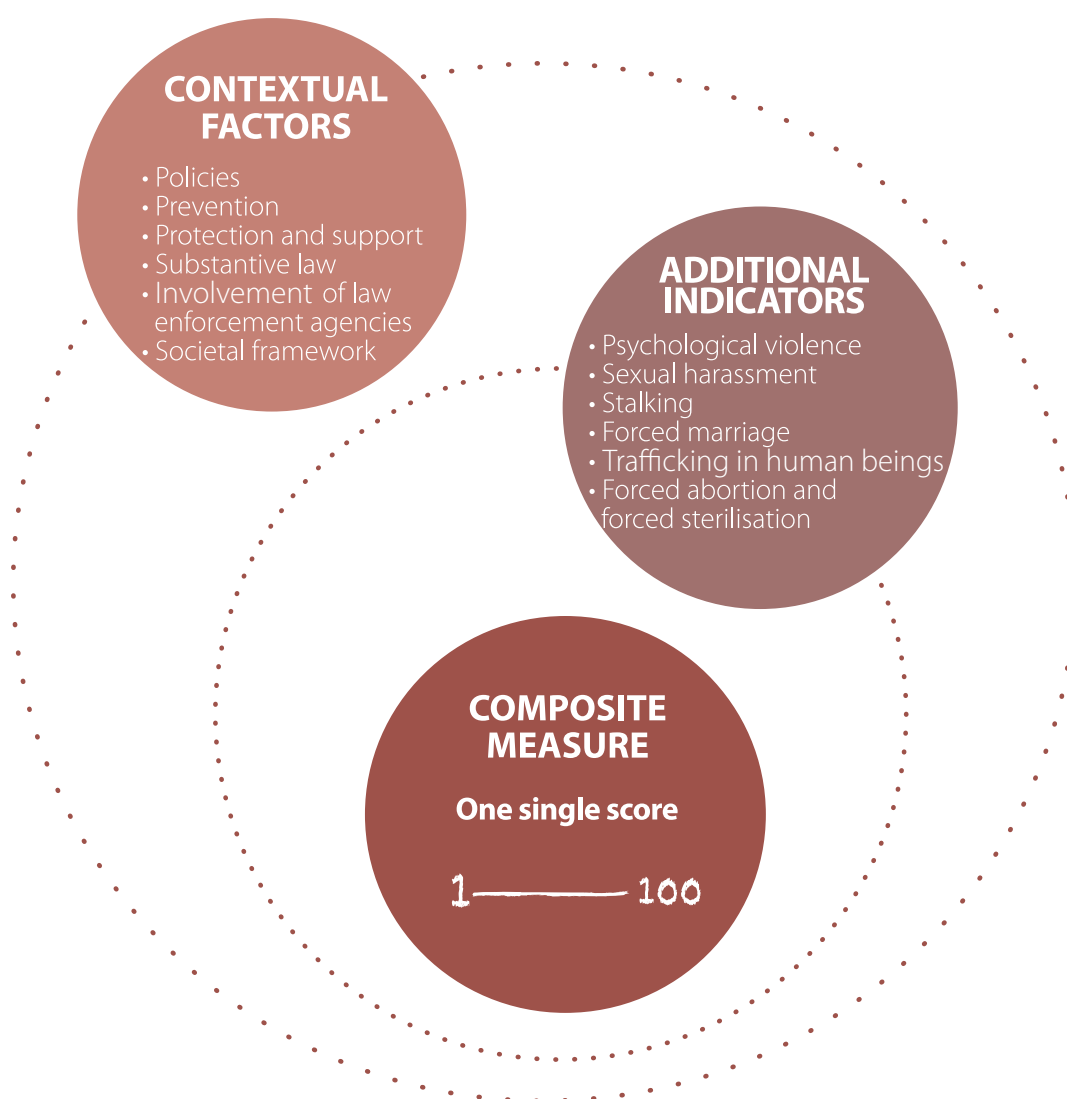 CONTEXTUAL
FACTORS
• Policies
• Prevention
• Protection and support
• Substantive law
• Involvement of law
enforcement agencies
• Societal framework
ADDITIONAL
INDICATORS
• Psychological violence
• Sexual harassment
• Stalking
• Forced marriage
• Trafficking in human beings
• Forced abortion and
forced sterilisation
COMPOSITE
MEASURE
One single score
1 100